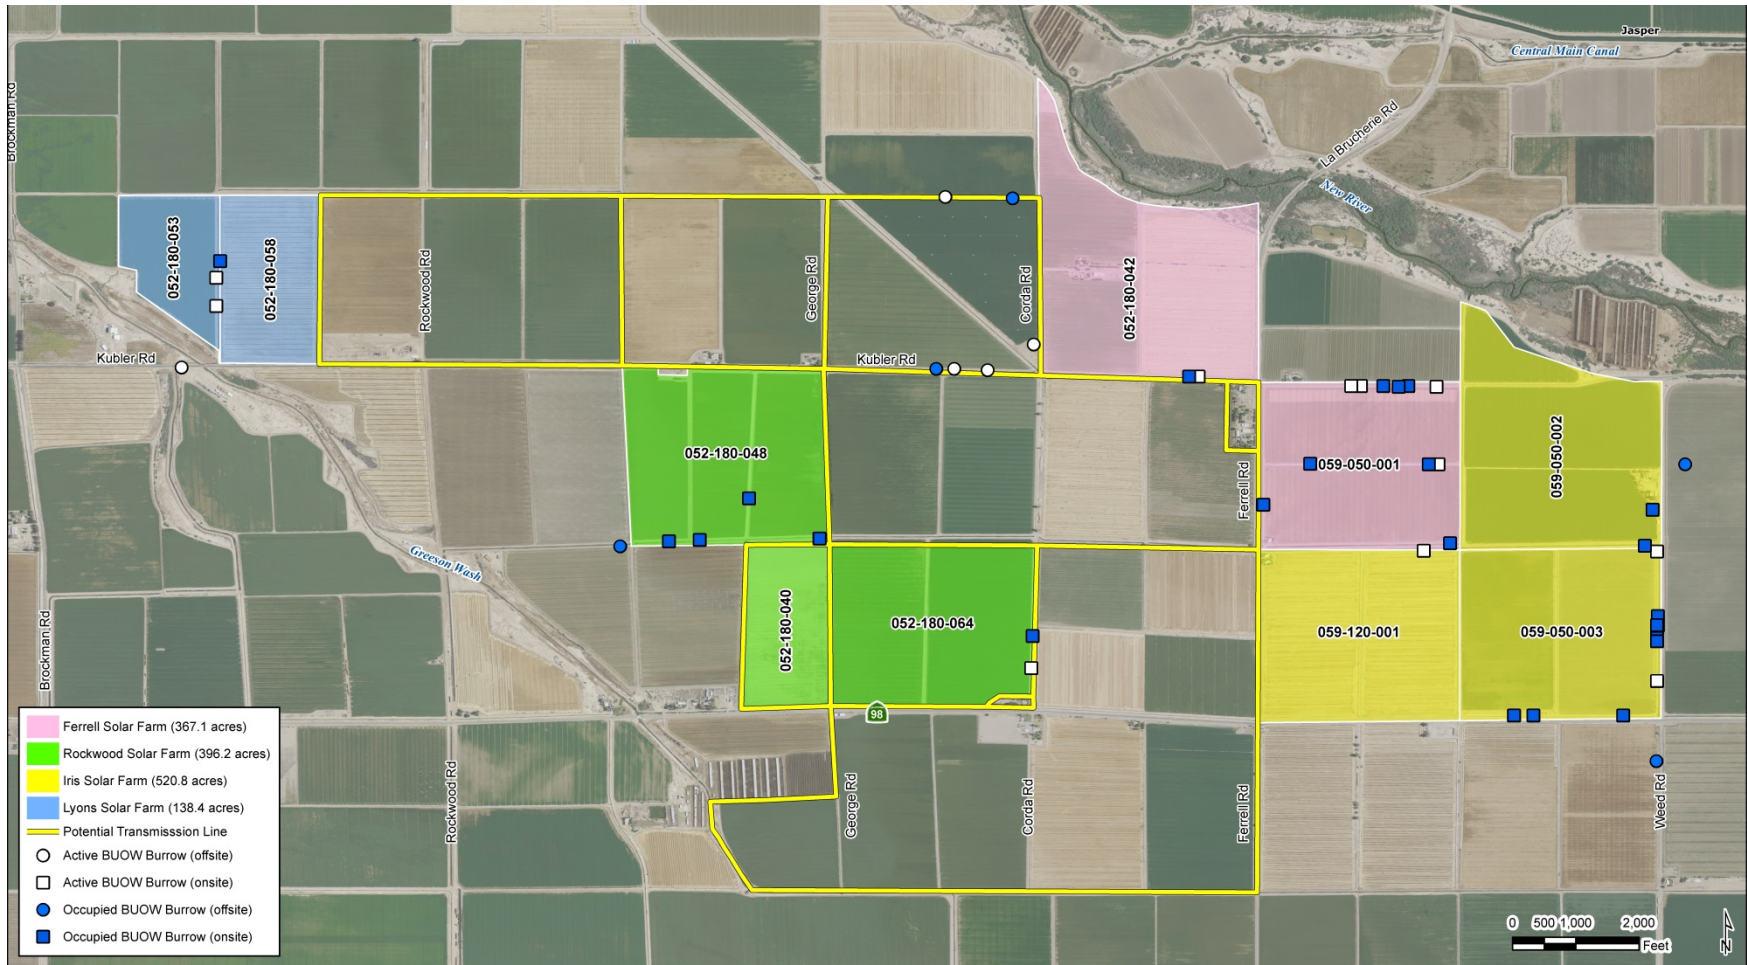 Jasper
Central Main Canal
Brockman Rd
La Brucherie Rd
New River
052-180-053
052-180-058
Rockwood Rd
George Rd
Corda Rd
052-180-042
Kubler Rd
Kubler Rd
052-180-048
Ferrell Rd
059-050-001
059-050-002
Greeson Wash
052-180-040
052-180-064
059-120-001
059-050-003
Brockman Rd
98
Rockwood Rd
George Rd
Corda Rd
Ferrell Rd
Weed Rd
Ferrell Solar Farm (367.1 acres)
Rockwood Solar Farm (396.2 acres)
Iris Solar Farm (520.8 acres)
Lyons Solar Farm (138.4 acres)
Potential Transmisssion Line
Active BUOW Burrow (offsite)
Active BUOW Burrow (onsite)
Occupied BUOW Burrow (offsite)
Occupied BUOW Burrow (onsite)
0 500 1,000 2,000
Feet
N